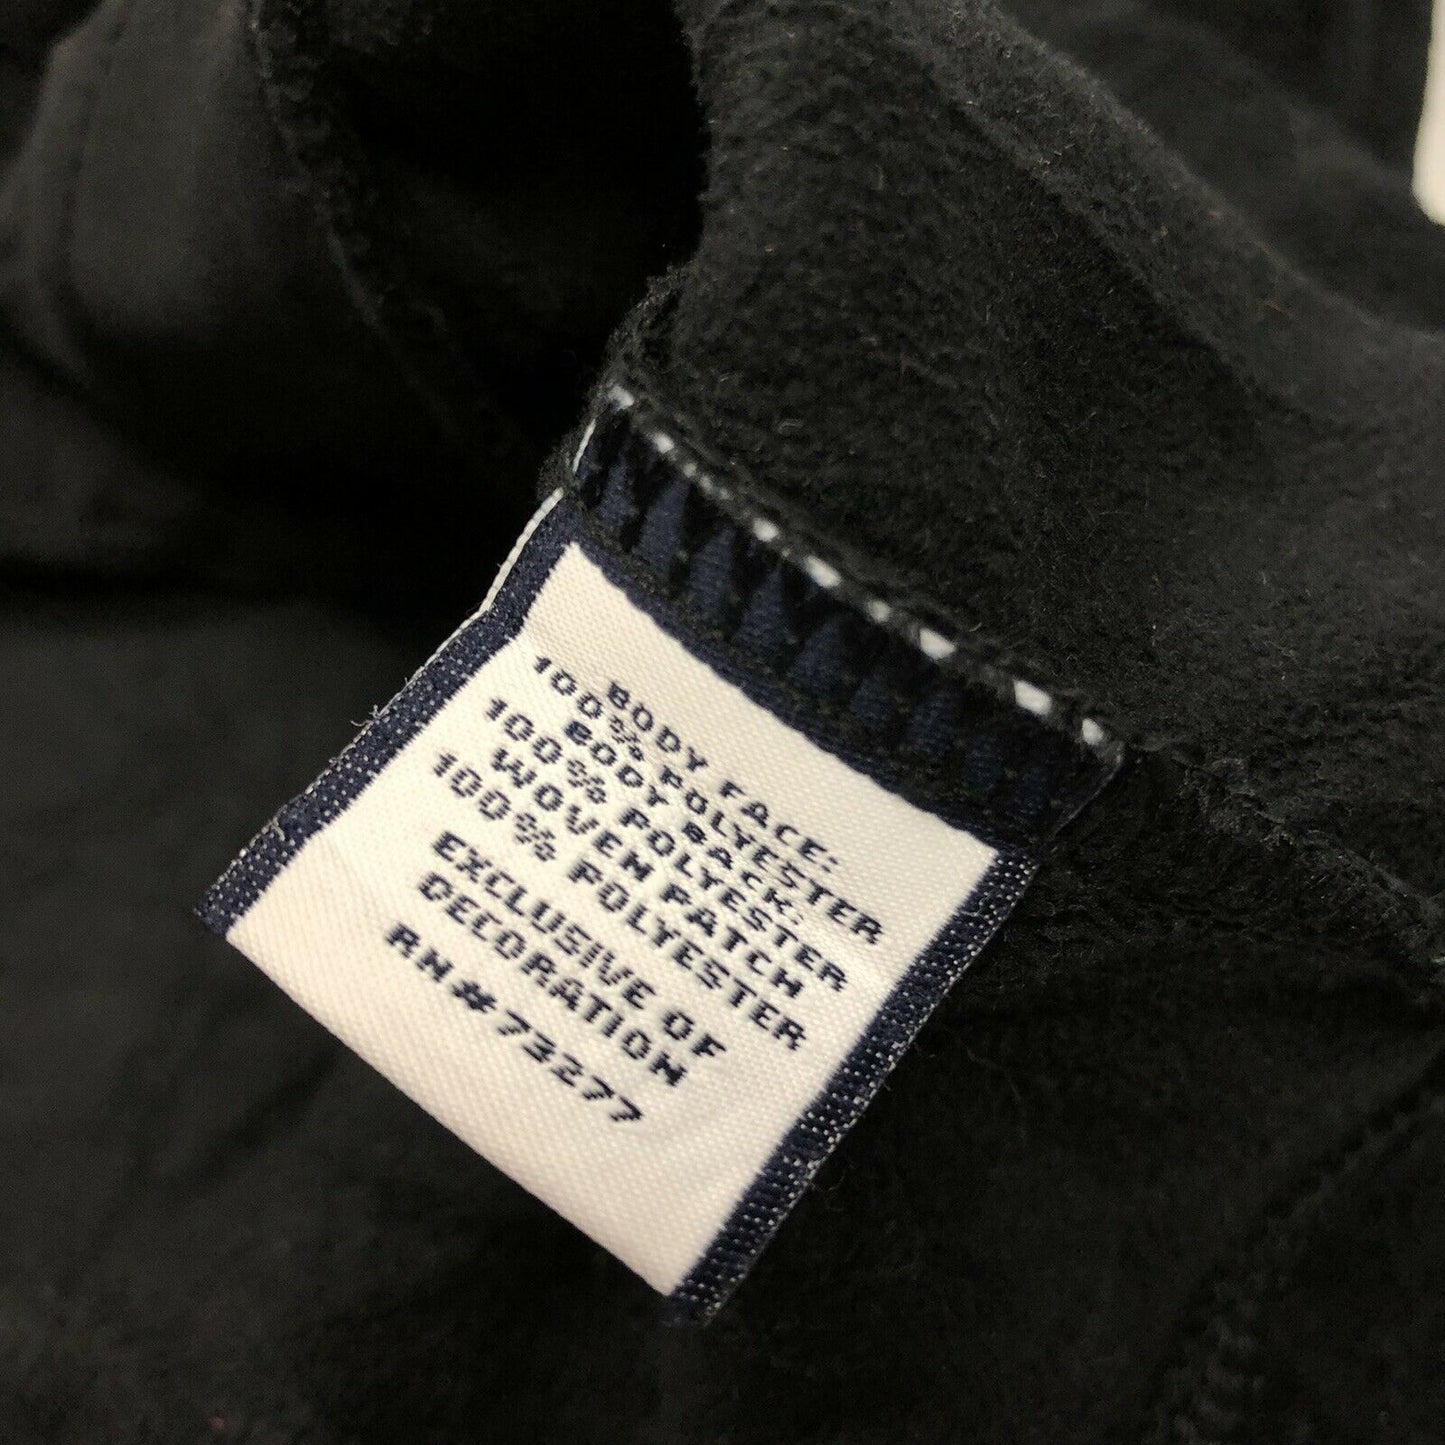 BODY FACE:
100% POLYESTER
BODY BACK:
100% POLYESTER
WOVEN PATCH
100% POLYESTER
EXCLUSIVE OF
DECORATION
RN#73277